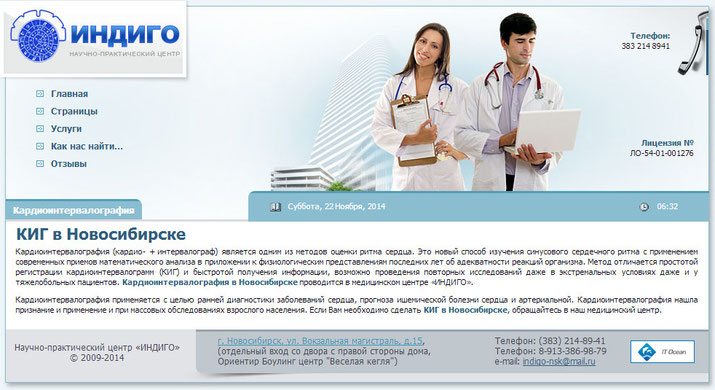 ИНДИГО
НАУЧНО-ПРАКТИЧЕСКИЙ ЦЕНТР
Телефон:
383 214 8941
Главная
Страницы
Услуги
Как нас найти...
Отзывы
Лицензия №
ЛО-54-01-001276
Кардиоинтервалография
Суббота, 22 Ноября, 2014
06:32
КИГ в Новосибирске
Кардиоинтервалография (кардио- + интервалограф) является одним из методов оценки ритма сердца. Это новый способ изучения синусового сердечного ритма с применением
современных приемов математического анализа в приложении к физиологическим представлениям последних лет об адекватности реакций организма. Метод отличается простотой
регистрации кардиоинтервалограмм (КИГ) и быстротой получения информации, возможно проведения повторных исследований даже в экстремальных условиях даже и у
тяжелобольных пациентов. Кардиоинтервалография в Новосибирске проводится в медицинском центре «ИНДИГО».
Кардиоинтервалография применяется с целью ранней диагностики заболеваний сердца, прогноза ишемической болезни сердца и артериальной. Кардиоинтервалография нашла
признание и применение и при массовых обследованиях взрослого населения. Если Вам необходимо сделать КИГ в Новосибирске, обращайтесь в наш медицинский центр.
Научно-практический центр «ИНДИГО»
© 2009-2014
г. Новосибирск, ул. Вокзальная магистраль, д.15,
(отдельный вход со двора с правой стороны дома,
Ориентир Боулинг центр "Веселая кегля")
Телефон: (383) 214-89-41
Телефон: 8-913-386-98-79
e-mail: indigo-nsk@mail.ru
IT Ocean